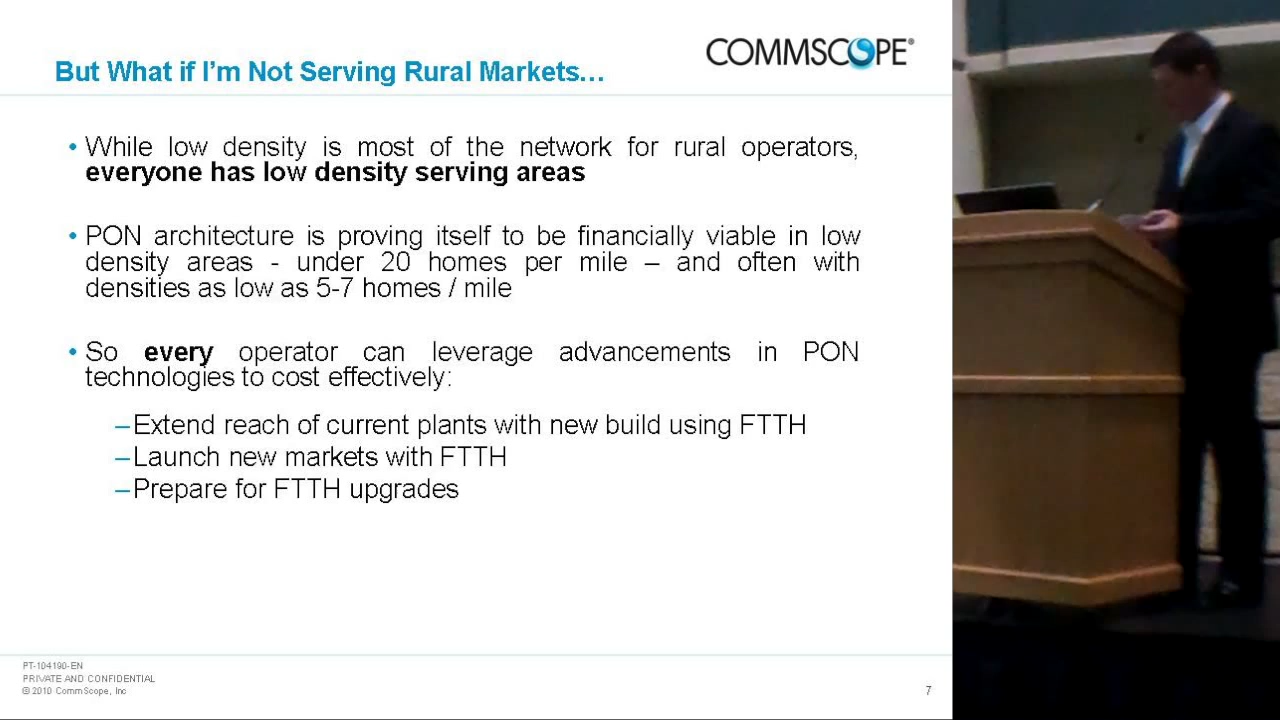 But What if I'm Not Serving Rural Markets…
COMMSCOPE®
• While low density is most of the network for rural operators,
everyone has low density serving areas
• PON architecture is proving itself to be financially viable in low
density areas - under 20 homes per mile – and often with
densities as low as 5-7 homes / mile
• So every operator can leverage advancements in PON
technologies to cost effectively:
–Extend reach of current plants with new build using FTTH
–Launch new markets with FTTH
–Prepare for FTTH upgrades
PT-104190-EN
PRIVATE AND CONFIDENTIAL
© 2010 CommScope, Inc
7